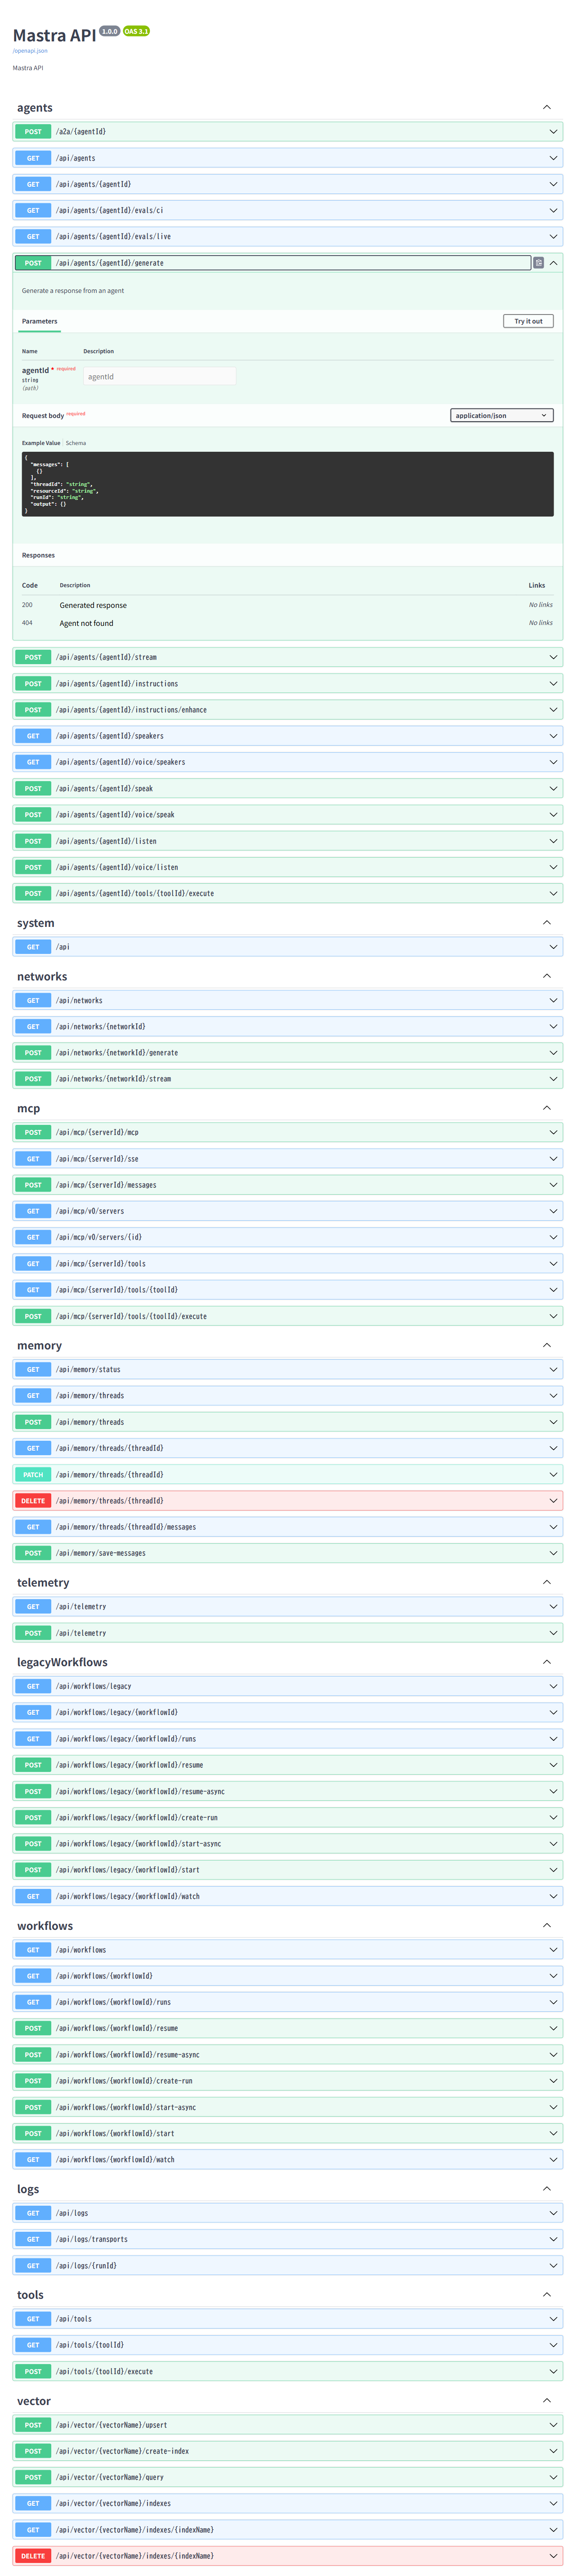 Mastra API 1.0.0 OAS 3.1
/openapi.json
Mastra API
agents
POST /a2a/{agentId}
GET /api/agents
GET /api/agents/{agentId}
GET /api/agents/{agentId}/evals/ci
GET /api/agents/{agentId}/evals/live
POST /api/agents/{agentId}/generate
Generate a response from an agent
Parameters Try it out
Name Description
agentId * required
string
(path)
agentId
Request body required application/json
Example Value Schema
{
"messages": [
{}
],
"threadId": "string",
"resourceId": "string",
"runId": "string",
"output": {}
}
Responses
Code Description Links
200 Generated response No links
404 Agent not found No links
POST /api/agents/{agentId}/stream
POST /api/agents/{agentId}/instructions
POST /api/agents/{agentId}/instructions/enhance
GET /api/agents/{agentId}/speakers
GET /api/agents/{agentId}/voice/speakers
POST /api/agents/{agentId}/speak
POST /api/agents/{agentId}/voice/speak
POST /api/agents/{agentId}/listen
POST /api/agents/{agentId}/voice/listen
POST /api/agents/{agentId}/tools/{toolId}/execute
system
GET /api
networks
GET /api/networks
GET /api/networks/{networkId}
POST /api/networks/{networkId}/generate
POST /api/networks/{networkId}/stream
mcp
POST /api/mcp/{serverId}/mcp
GET /api/mcp/{serverId}/sse
POST /api/mcp/{serverId}/messages
GET /api/mcp/v0/servers
GET /api/mcp/v0/servers/{id}
GET /api/mcp/{serverId}/tools
GET /api/mcp/{serverId}/tools/{toolId}
POST /api/mcp/{serverId}/tools/{toolId}/execute
memory
GET /api/memory/status
GET /api/memory/threads
POST /api/memory/threads
GET /api/memory/threads/{threadId}
PATCH /api/memory/threads/{threadId}
DELETE /api/memory/threads/{threadId}
GET /api/memory/threads/{threadId}/messages
POST /api/memory/save-messages
telemetry
GET /api/telemetry
POST /api/telemetry
legacyWorkflows
GET /api/workflows/legacy
GET /api/workflows/legacy/{workflowId}
GET /api/workflows/legacy/{workflowId}/runs
POST /api/workflows/legacy/{workflowId}/resume
POST /api/workflows/legacy/{workflowId}/resume-async
POST /api/workflows/legacy/{workflowId}/create-run
POST /api/workflows/legacy/{workflowId}/start-async
POST /api/workflows/legacy/{workflowId}/start
GET /api/workflows/legacy/{workflowId}/watch
workflows
GET /api/workflows
GET /api/workflows/{workflowId}
GET /api/workflows/{workflowId}/runs
POST /api/workflows/{workflowId}/resume
POST /api/workflows/{workflowId}/resume-async
POST /api/workflows/{workflowId}/create-run
POST /api/workflows/{workflowId}/start-async
POST /api/workflows/{workflowId}/start
GET /api/workflows/{workflowId}/watch
logs
GET /api/logs
GET /api/logs/transports
GET /api/logs/{runId}
tools
GET /api/tools
GET /api/tools/{toolId}
POST /api/tools/{toolId}/execute
vector
POST /api/vector/{vectorName}/upsert
POST /api/vector/{vectorName}/create-index
POST /api/vector/{vectorName}/query
GET /api/vector/{vectorName}/indexes
GET /api/vector/{vectorName}/indexes/{indexName}
DELETE /api/vector/{vectorName}/indexes/{indexName}